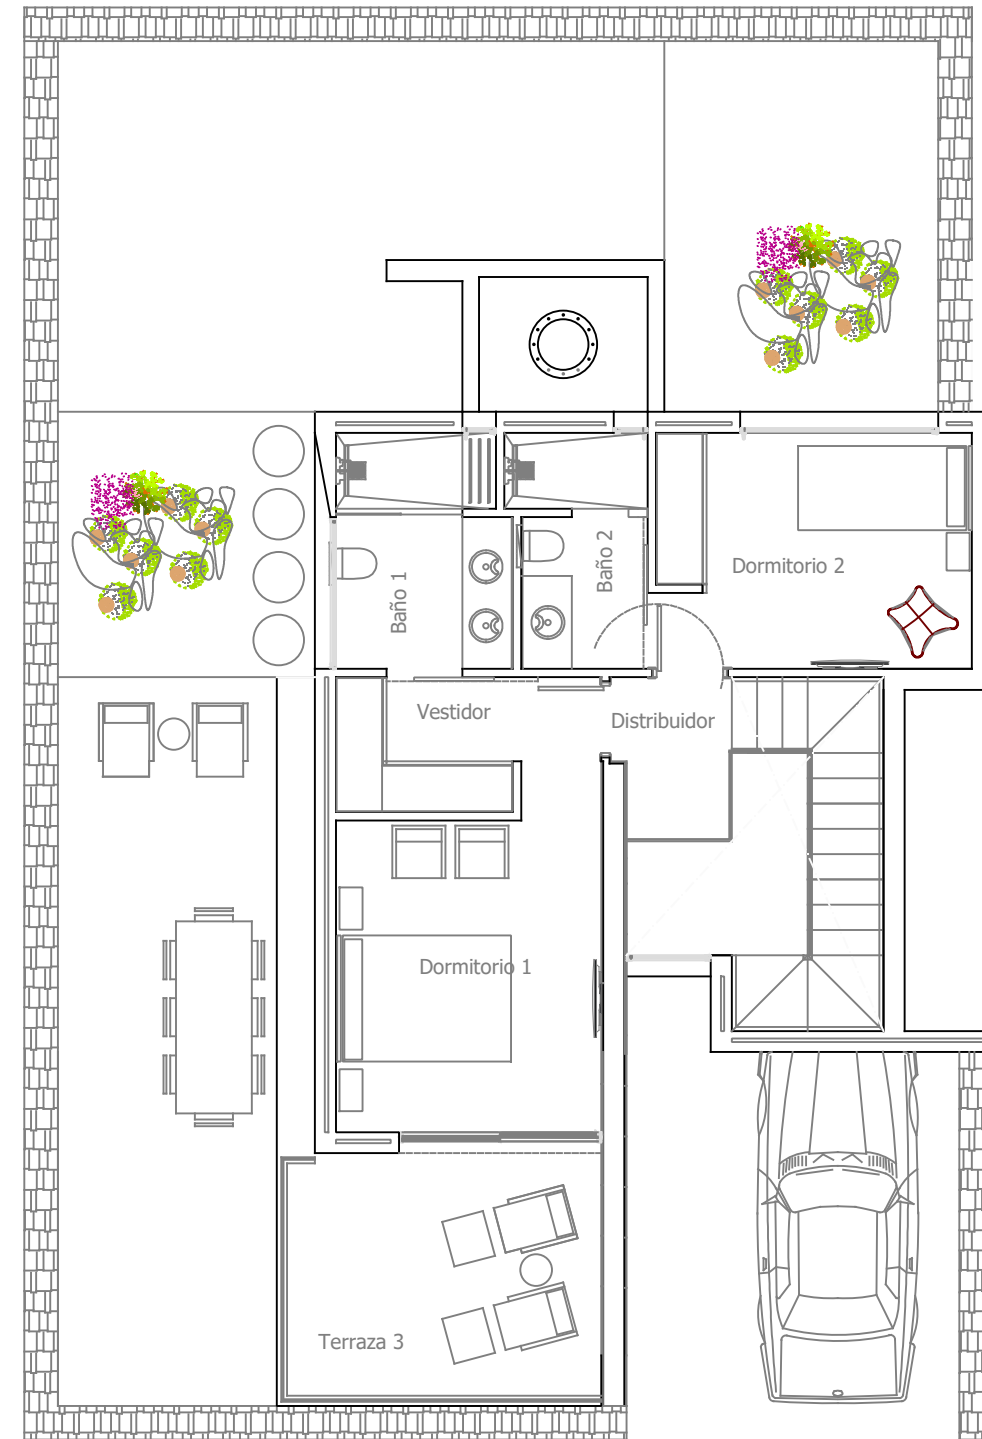 Baño 1
Baño 2
Dormitorio 2
Vestidor
Distribuidor
Dormitorio 1
Terraza 3